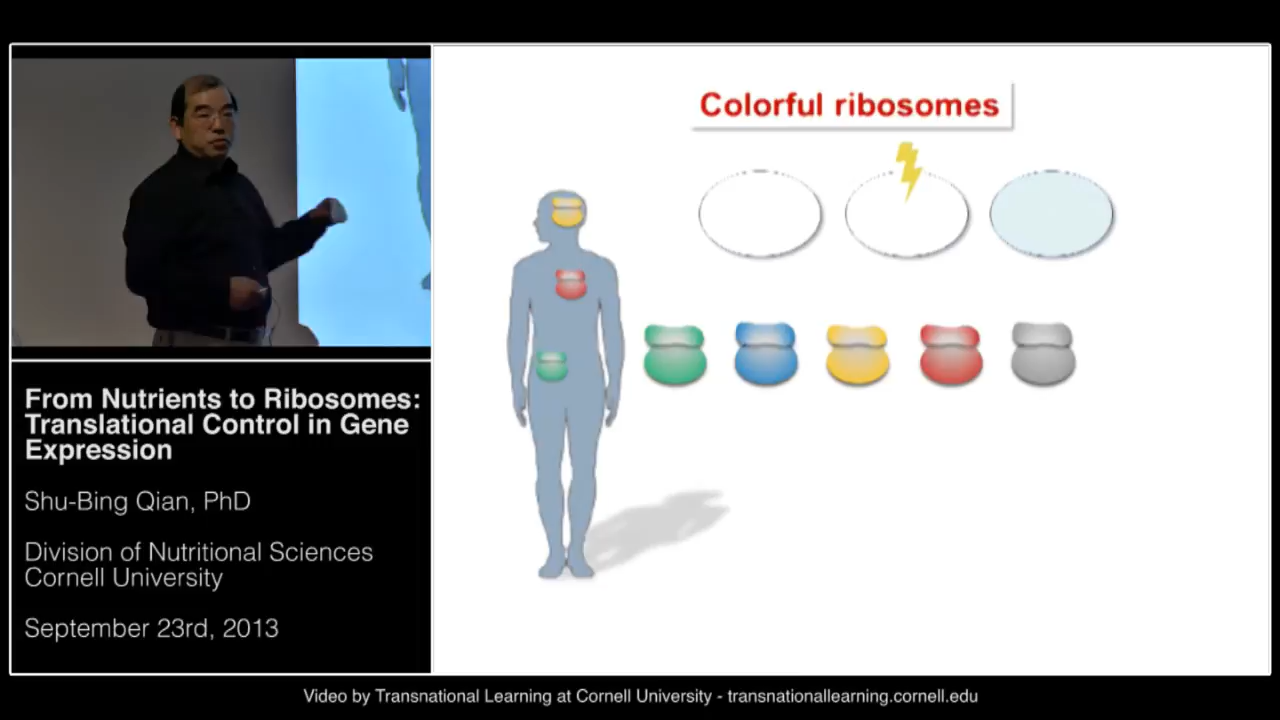 Colorful ribosomes
From Nutrients to Ribosomes:
Translational Control in Gene
Expression
Shu-Bing Qian, PhD
Division of Nutritional Sciences
Cornell University
September 23rd, 2013
Video by Transnational Learning at Cornell University - transnationallearning.cornell.edu